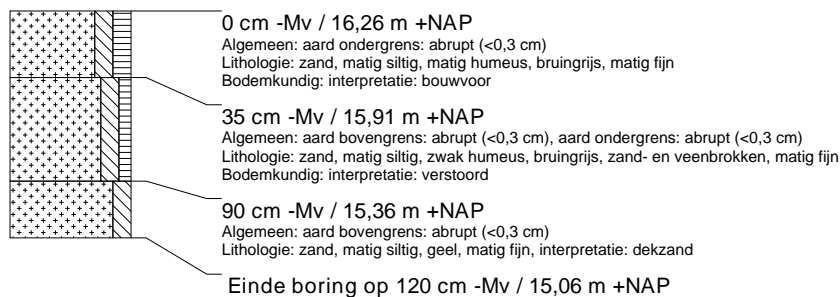 0 cm -Mv / 16,26 m +NAP
Algemeen: aard ondergrens: abrupt (<0,3 cm)
Lithologie: zand, matig siltig, matig humeus, bruingrijs, matig fijn
Bodemkundig: interpretatie: bouwvoor
35 cm -Mv / 15,91 m +NAP
Algemeen: aard bovengrens: abrupt (<0,3 cm), aard ondergrens: abrupt (<0,3 cm)
Lithologie: zand, matig siltig, zwak humeus, bruingrijs, zand- en veenbrokken, matig fijn
Bodemkundig: interpretatie: verstoord
90 cm -Mv / 15,36 m +NAP
Algemeen: aard bovengrens: abrupt (<0,3 cm)
Lithologie: zand, matig siltig, geel, matig fijn, interpretatie: dekzand
Einde boring op 120 cm -Mv / 15,06 m +NAP